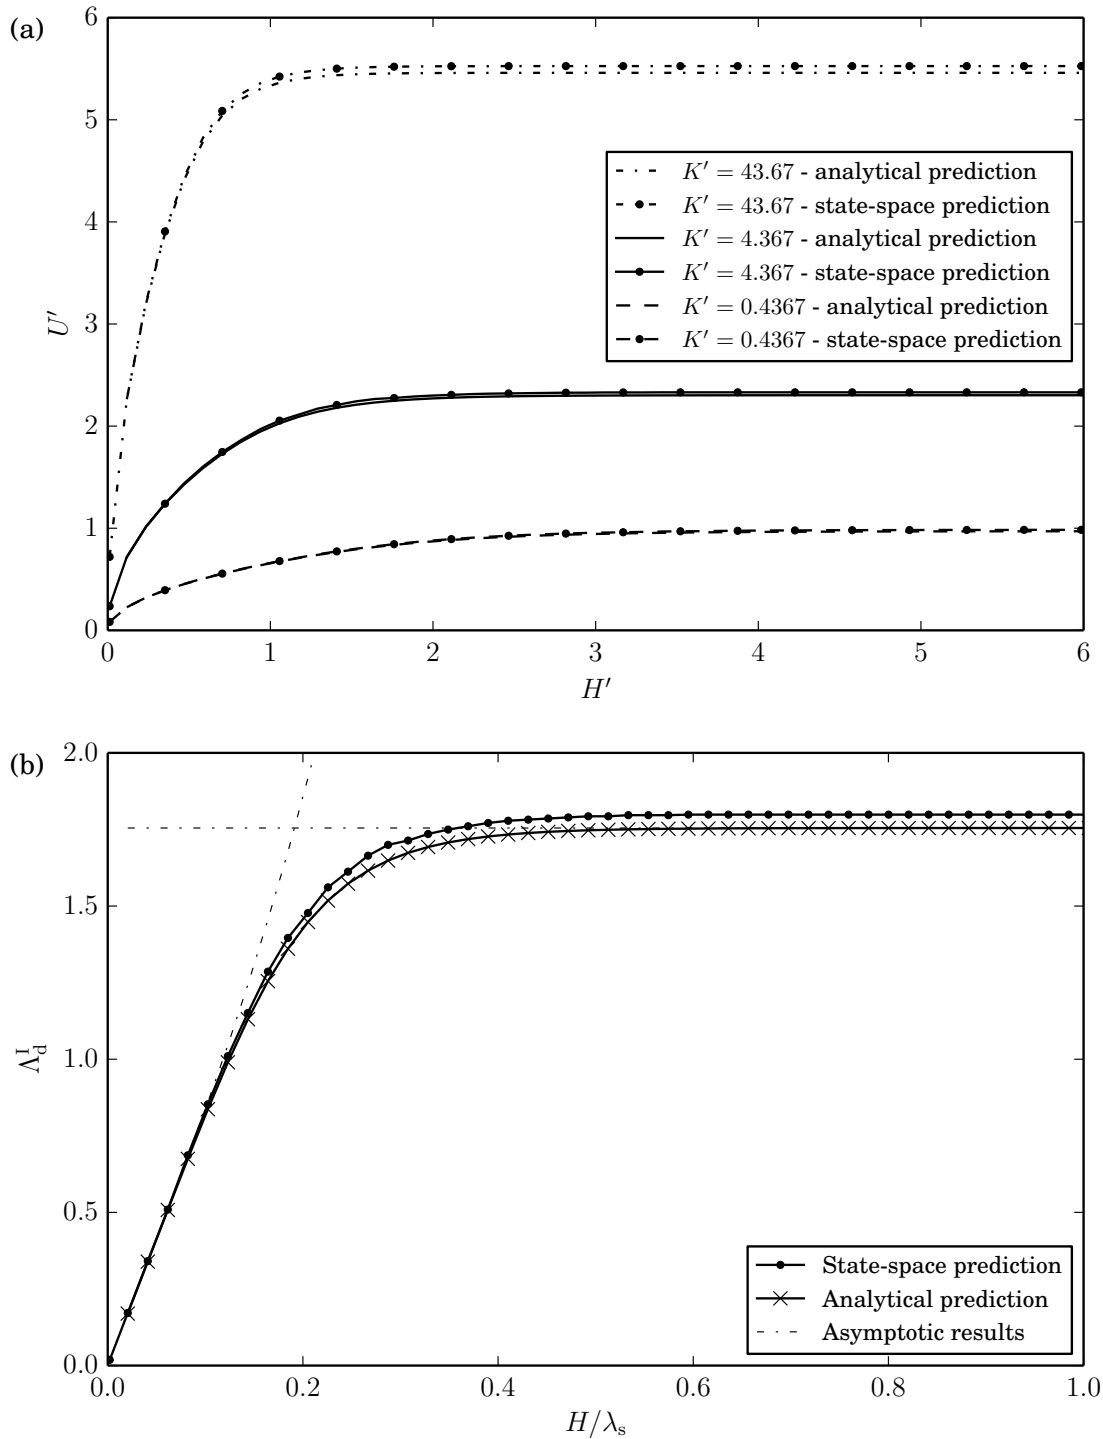 (a)
6
5
4
3
2
1
0
U′
K′ = 43.67 - analytical prediction
K′ = 43.67 - state-space prediction
K′ = 4.367 - analytical prediction
K′ = 4.367 - state-space prediction
K′ = 0.4367 - analytical prediction
K′ = 0.4367 - state-space prediction
0 1 2 3 4 5 6
H′
(b)
2.0
1.5
1.0
0.5
0.0
Λ_d^I
State-space prediction
Analytical prediction
Asymptotic results
0.0 0.2 0.4 0.6 0.8 1.0
H/λ_s